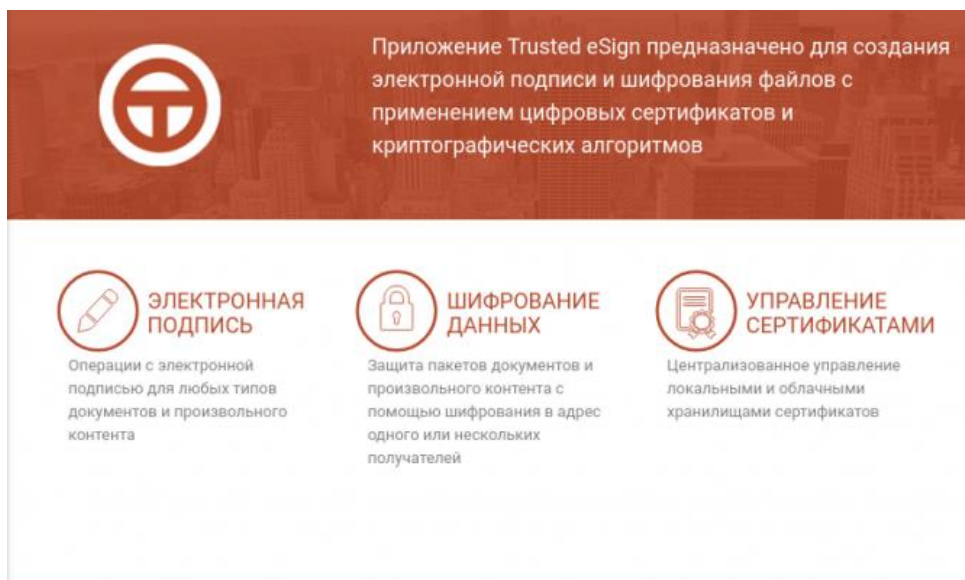 Приложение Trusted eSign предназначено для создания
электронной подписи и шифрования файлов с
применением цифровых сертификатов и
криптографических алгоритмов
ЭЛЕКТРОННАЯ
ПОДПИСЬ
Операции с электронной
подписью для любых типов
документов и произвольного
контента
ШИФРОВАНИЕ
ДАННЫХ
Защита пакетов документов и
произвольного контента с
помощью шифрования в адрес
одного или нескольких
получателей
УПРАВЛЕНИЕ
СЕРТИФИКАТАМИ
Централизованное управление
локальными и облачными
хранилищами сертификатов